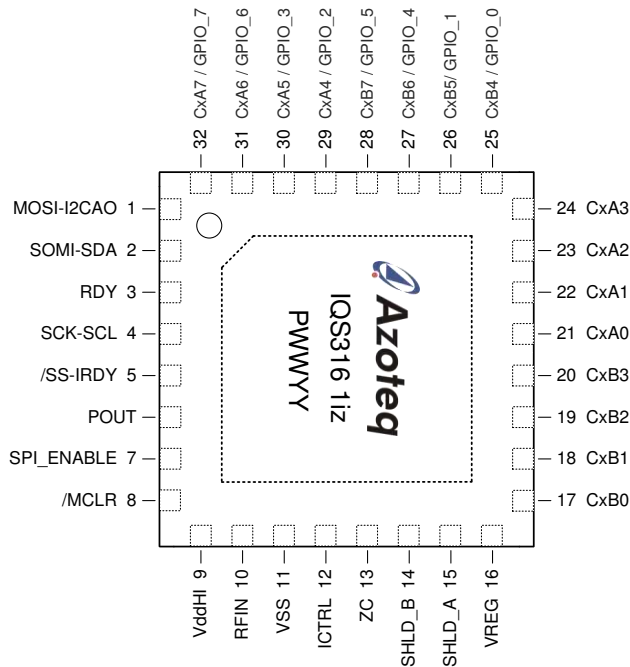 32 CxA7 / GPIO_7
31 CxA6 / GPIO_6
30 CxA5 / GPIO_3
29 CxA4 / GPIO_2
28 CxB7 / GPIO_5
27 CxB6 / GPIO_4
26 CxB5/ GPIO_1
25 CxB4 / GPIO_0
MOSI-I2CAO 1
SOMI-SDA 2
RDY 3
SCK-SCL 4
/SS-IRDY 5
POUT
SPI_ENABLE 7
/MCLR 8
24 CxA3
23 CxA2
22 CxA1
21 CxA0
20 CxB3
19 CxB2
18 CxB1
17 CxB0
Azoteq
IQS316 1iz
PWWYY
VddHI 9
RFIN 10
VSS 11
ICTRL 12
ZC 13
SHLD_B 14
SHLD_A 15
VREG 16